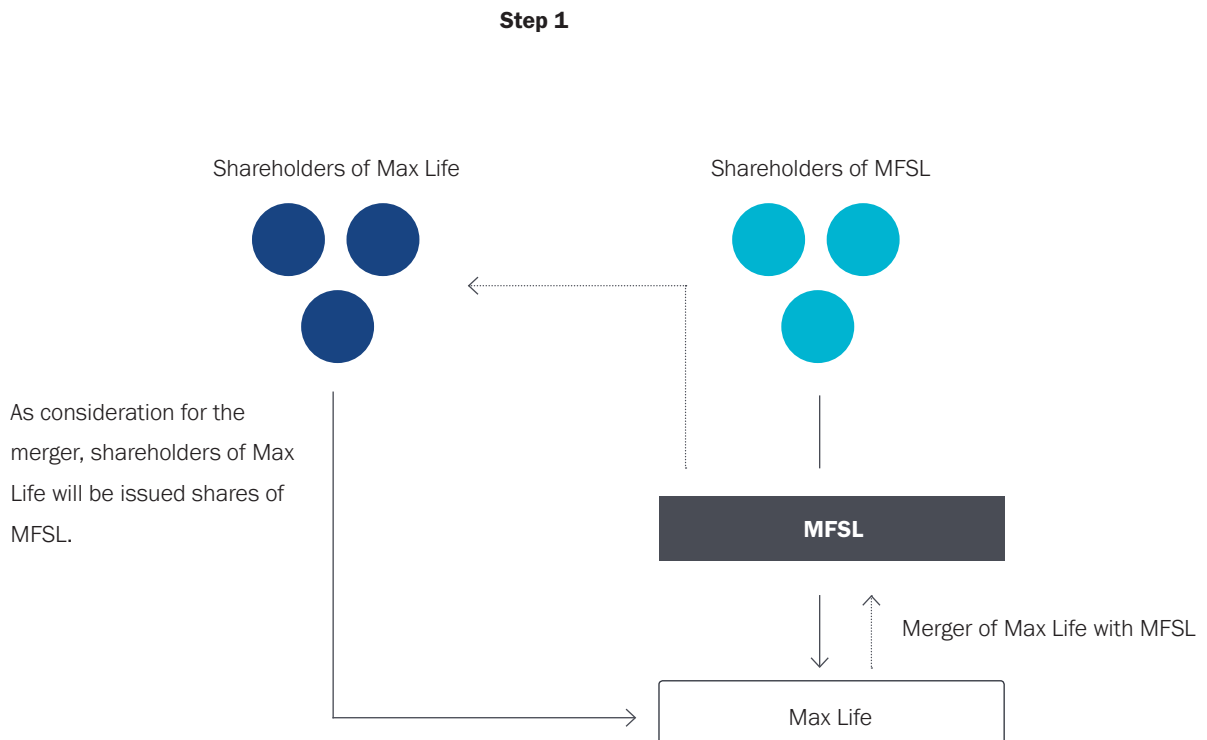 Step 1
Shareholders of Max Life
Shareholders of MFSL
As consideration for the
merger, shareholders of Max
Life will be issued shares of
MFSL.
MFSL
Merger of Max Life with MFSL
Max Life